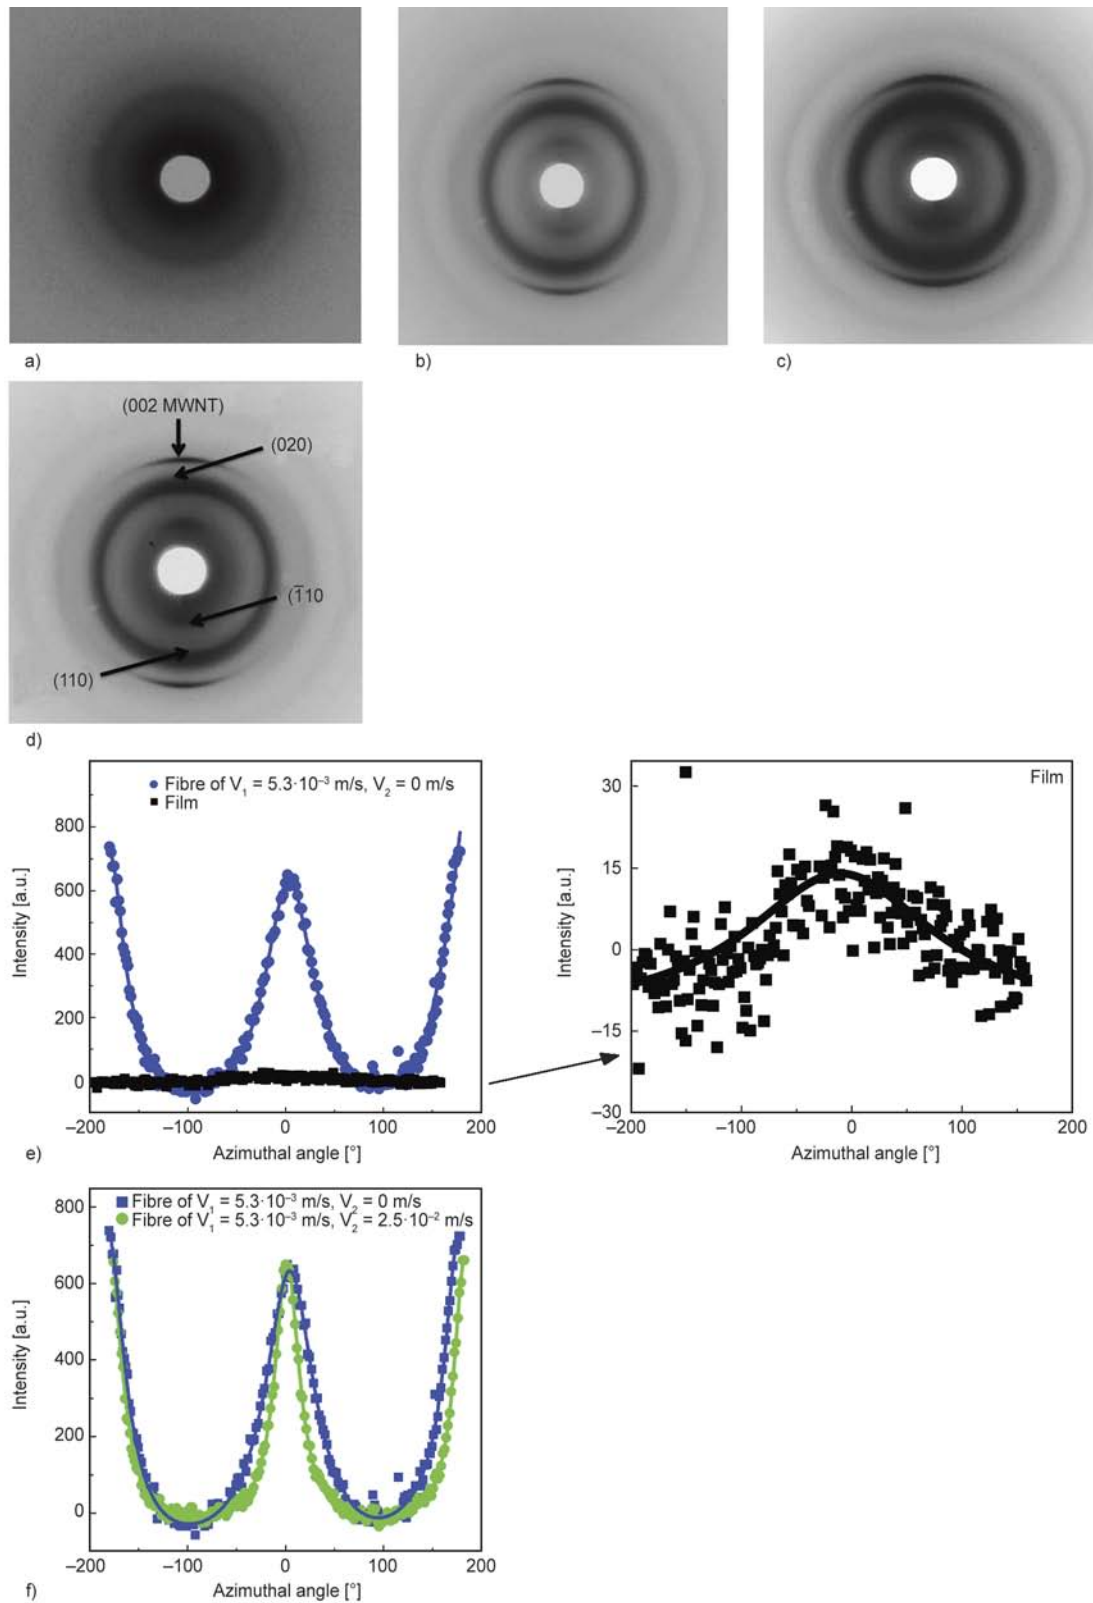 a)
b)
c)
(002 MWNT)
(020)
(1̄10
(110)
d)
Fibre of V₁ = 5.3·10⁻³ m/s, V₂ = 0 m/s
Film
800
600
400
200
0
–200
–100
0
100
200
Intensity [a.u.]
Azimuthal angle [°]
e)
Film
30
15
0
–15
–30
–200
–100
0
100
200
Intensity [a.u.]
Azimuthal angle [°]
Fibre of V₁ = 5.3·10⁻³ m/s, V₂ = 0 m/s
Fibre of V₁ = 5.3·10⁻³ m/s, V₂ = 2.5·10⁻² m/s
800
600
400
200
0
–200
–100
0
100
200
Intensity [a.u.]
Azimuthal angle [°]
f)